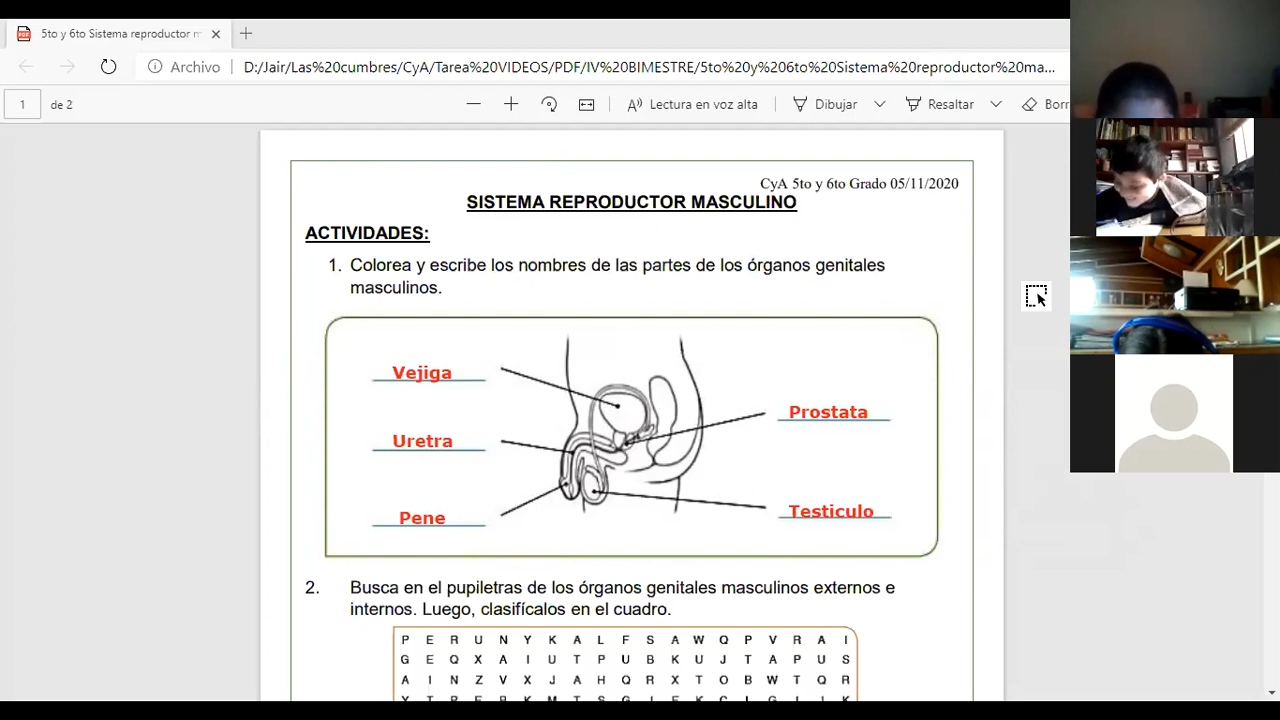 5to y 6to Sistema reproductor m
Archivo D:/Jair/Las%20cumbres/CyA/Tarea%20VIDEOS/PDF/IV%20BIMESTRE/5to%20y%206to%20Sistema%20reproductor%20ma...
1 de 2 Lectura en voz alta Dibujar Resaltar Borr
CyA 5to y 6to Grado 05/11/2020
SISTEMA REPRODUCTOR MASCULINO
ACTIVIDADES:
1. Colorea y escribe los nombres de las partes de los órganos genitales
masculinos.
Vejiga
Prostata
Uretra
Testiculo
Pene
2. Busca en el pupiletras de los órganos genitales masculinos externos e
internos. Luego, clasifícalos en el cuadro.
P E R U N Y K A L F S A W Q P V R A I
G E Q X A I U T P U B K U J T A P U S
A I N Z V X J A H Q R X T O B W T Q R